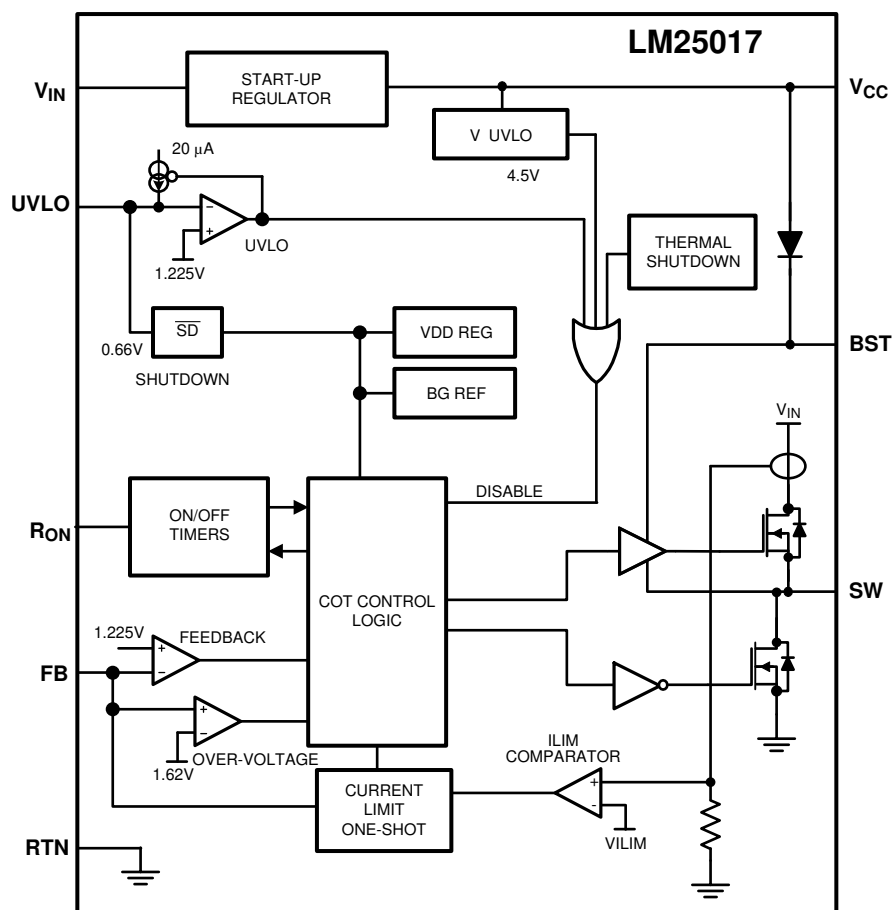 LM25017
START-UP
REGULATOR
VIN
VCC
V UVLO
4.5V
20 μA
UVLO
1.225V
UVLO
THERMAL
SHUTDOWN
0.66V
SD
SHUTDOWN
VDD REG
BG REF
BST
VIN
DISABLE
RON
ON/OFF
TIMERS
COT CONTROL
LOGIC
SW
1.225V
FEEDBACK
+
-
FB
+
-
OVER-VOLTAGE
1.62V
ILIM
COMPARATOR
CURRENT
LIMIT
ONE-SHOT
+
-
VILIM
RTN